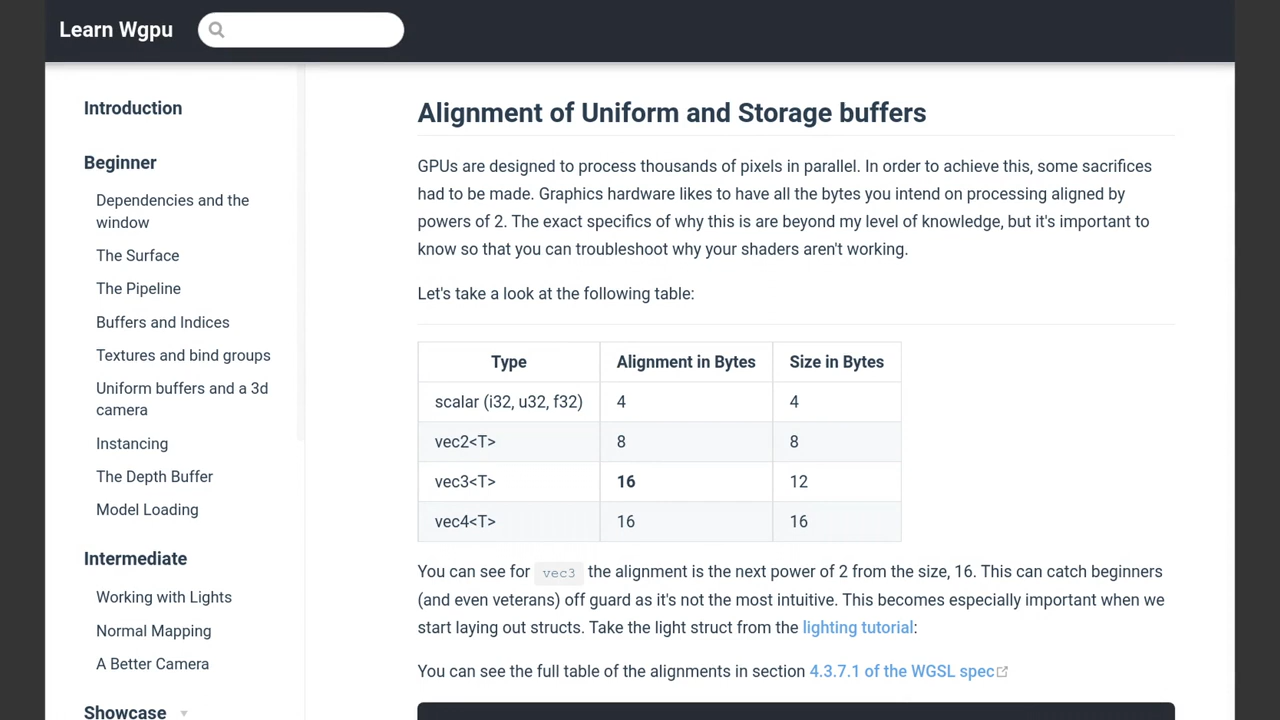 Learn Wgpu
Introduction
Beginner
Dependencies and the
window
The Surface
The Pipeline
Buffers and Indices
Textures and bind groups
Uniform buffers and a 3d
camera
Instancing
The Depth Buffer
Model Loading
Intermediate
Working with Lights
Normal Mapping
A Better Camera
Showcase
Alignment of Uniform and Storage buffers
GPUs are designed to process thousands of pixels in parallel. In order to achieve this, some sacrifices
had to be made. Graphics hardware likes to have all the bytes you intend on processing aligned by
powers of 2. The exact specifics of why this is are beyond my level of knowledge, but it's important to
know so that you can troubleshoot why your shaders aren't working.
Let's take a look at the following table:
Type Alignment in Bytes Size in Bytes
scalar (i32, u32, f32) 4 4
vec2<T> 8 8
vec3<T> 16 12
vec4<T> 16 16
You can see for vec3 the alignment is the next power of 2 from the size, 16. This can catch beginners
(and even veterans) off guard as it's not the most intuitive. This becomes especially important when we
start laying out structs. Take the light struct from the lighting tutorial:
You can see the full table of the alignments in section 4.3.7.1 of the WGSL spec